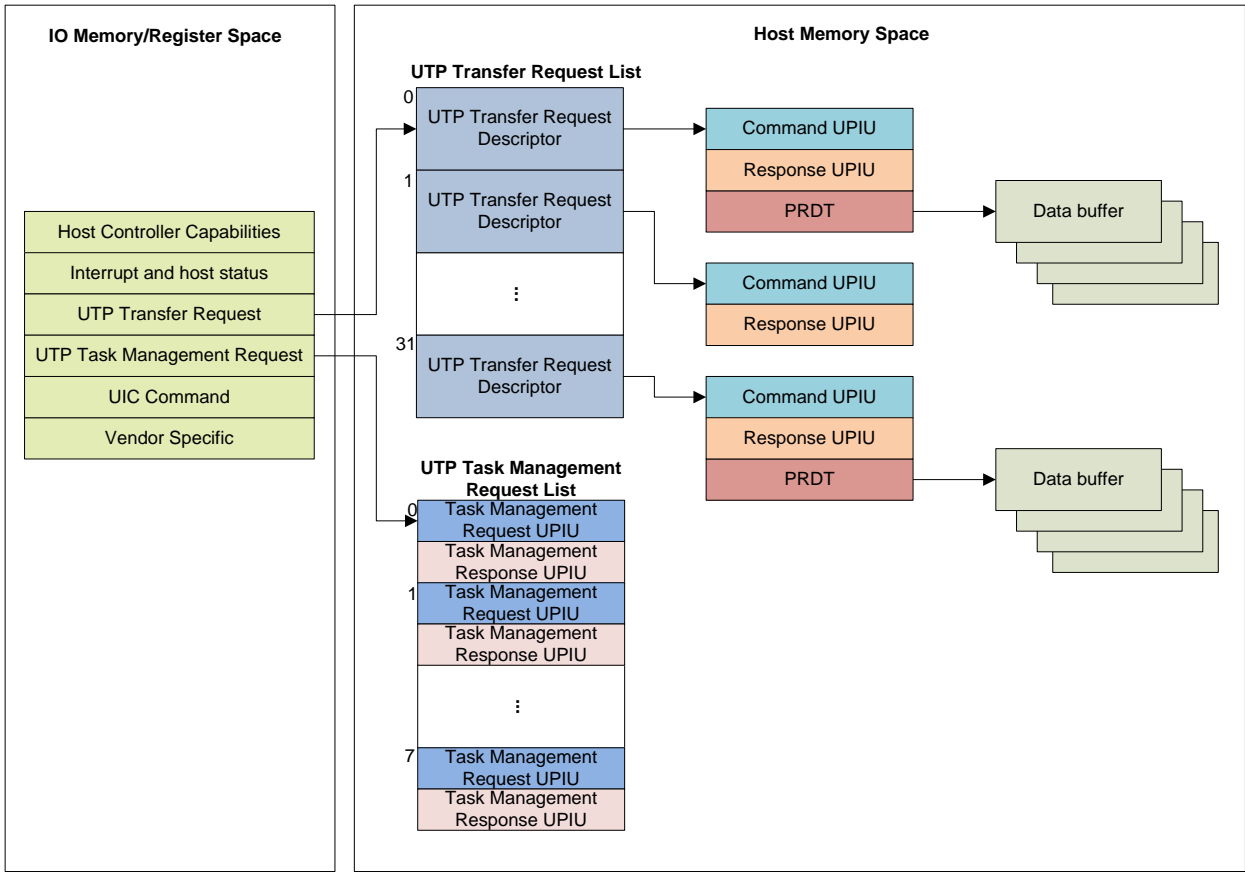 IO Memory/Register Space
Host Controller Capabilities
Interrupt and host status
UTP Transfer Request
UTP Task Management Request
UIC Command
Vendor Specific
Host Memory Space
UTP Transfer Request List
0
UTP Transfer Request
Descriptor
1
UTP Transfer Request
Descriptor
...
31
UTP Transfer Request
Descriptor
Command UPIU
Response UPIU
PRDT
Data buffer
Command UPIU
Response UPIU
Command UPIU
Response UPIU
PRDT
Data buffer
UTP Task Management
Request List
0
Task Management
Request UPIU
Task Management
Response UPIU
1
Task Management
Request UPIU
Task Management
Response UPIU
...
7
Task Management
Request UPIU
Task Management
Response UPIU